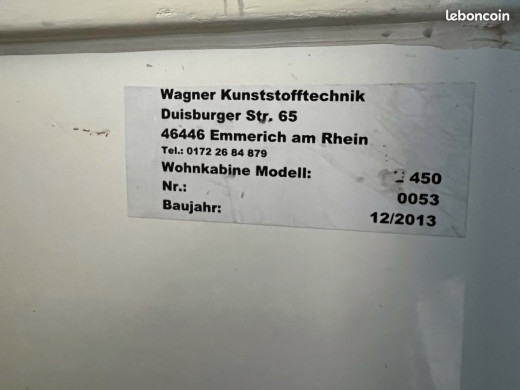 leboncoin
Wagner Kunststofftechnik
Duisburger Str. 65
46446 Emmerich am Rhein
Tel.: 0172 26 84 879
Wohnkabine Modell: 450
Nr.: 0053
Baujahr: 12/2013